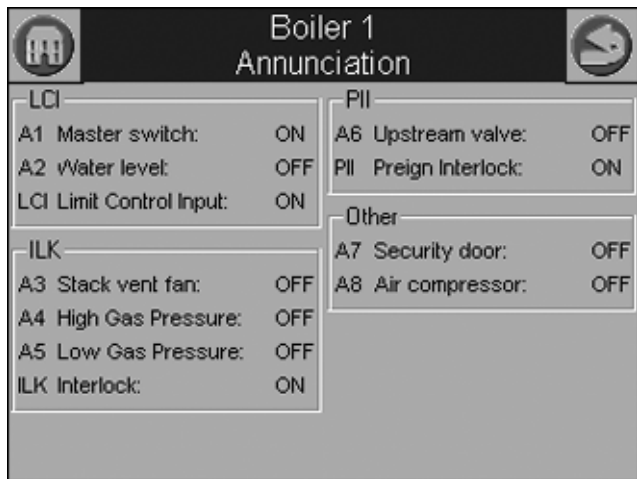 Boiler 1
Annunciation
LCI
A1 Master switch: ON
A2 Water level: OFF
LCI Limit Control Input: ON
ILK
A3 Stack vent fan: OFF
A4 High Gas Pressure: OFF
A5 Low Gas Pressure: OFF
ILK Interlock: ON
PII
A6 Upstream valve: OFF
PII Preign Interlock: ON
Other
A7 Security door: OFF
A8 Air compressor: OFF